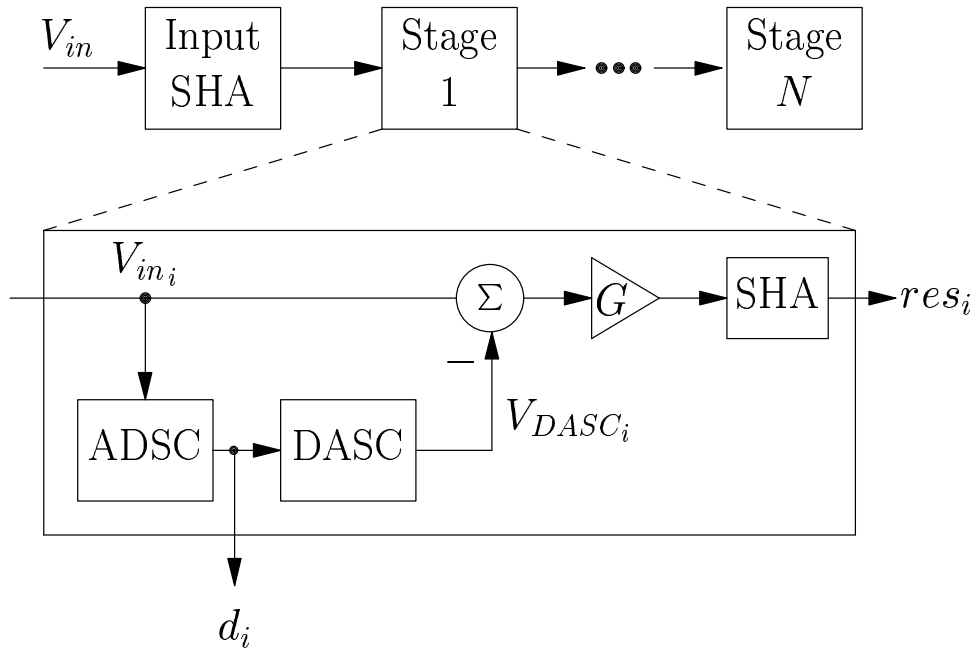 V_in
Input
SHA
Stage
1
Stage
N
V_in_i
Σ
G
SHA
res_i
−
ADSC
DASC
V_DASC_i
d_i